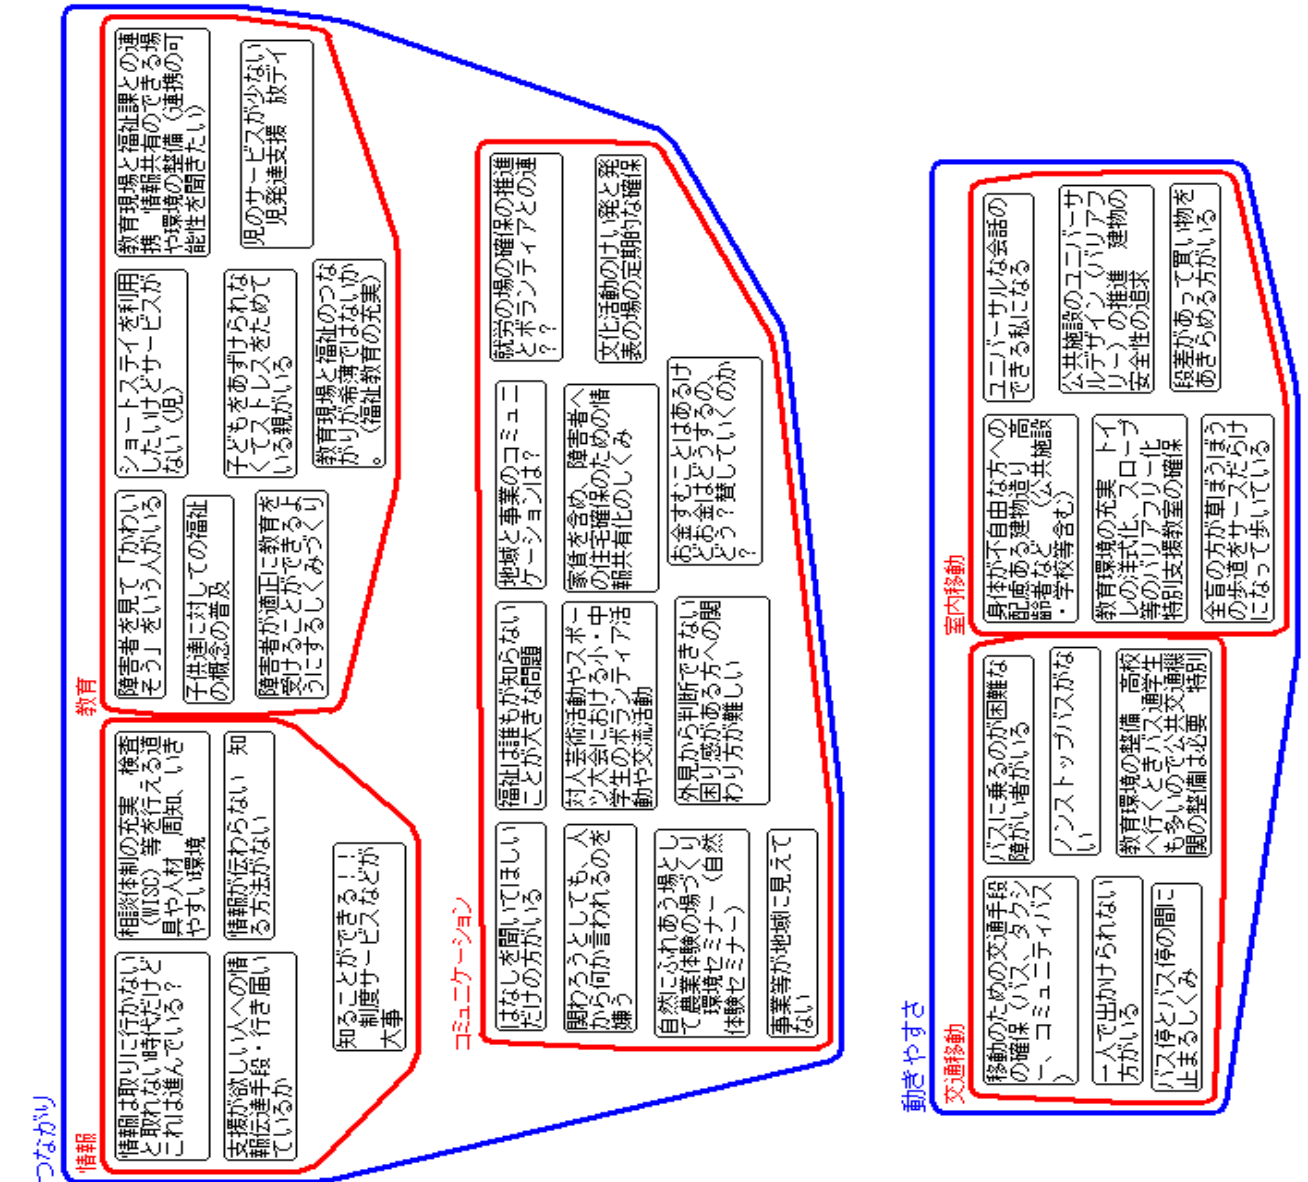 つながり
情報
情報は取りに行かない
と取れない時代だけど
これは進んでいる？
支援が欲しい人への情
報伝達手段・行き届い
ているか
相談体制の充実　検査
（WISC）等を行える道
具や人材　周知、いき
やすい環境
情報が伝わらない　知
る方法がない
知ることができる！！
制度サービスなどが
大事
教育
障害者を見て「かわい
そう」をいう人がいる
子供達に対しての福祉
の概念の普及
障害者が適正に教育を
受けることができるよ
うにするしくみづくり
ショートステイを利用
したいけどサービスが
ない（児）
子どもをあずけられな
くてストレスをためて
いる親がいる
教育現場と福祉のつな
がりが希薄ではないか
。（福祉教育の充実）
教育現場と福祉課との連
携　情報共有のできる場
や環境の整備（連携の可
能性を聞きたい）
児のサービスが少ない
児発達支援　放デイ
コミュニケーション
はなしを聞いてほしい
だけの方がいる
関わろうとしても、人
から何か言われるのを
嫌う
自然にふれあう場とし
て農業体験の場づくり
環境セミナー（自然
体験セミナー）
事業等が地域に見えて
ない
福祉は誰もが知らない
ことが大きな問題
対人芸術活動やスポー
ツ大会における小・中
学生のボランティア活
動や交流活動
外見から判断できない
困り感がある方への関
わり方が難しい
地域と事業のコミュニ
ケーションは？
家賃を含め、障害者へ
の住宅確保のための情
報共有化のしくみ
お金すむことはあるけ
どお金はどうするの、
どう？賛していくのか
？
就労の場の確保の推進
とボランティアとの連
？？
文化活動のけい発と発
表の場の定期的な確保
動きやすさ
交通移動
移動のための交通手段
の確保（バス、タクシ
ー、コミュニティバス
）
一人で出かけられない
方がいる
バス停とバス停の間に
止まるしくみ
バスに乗るのが困難な
障がい者がいる
ノンストップバスがな
い
教育環境の整備　高校
へ行くときバス通学生
も多いので公共交通機
関の整備は必要　特別
室内移動
身体が不自由な方への
配慮ある建物造り　高
齢者など　（公共施設
・学校等含む）
教育環境の充実　トイ
レの洋式化、スロープ
等のバリアフリー化
特別支援教室の確保
全盲の方が草ぼうぼう
の歩道をサーズだらけ
になって歩いている
ユニバーサルな会話の
できる私になる
公共施設のユニバーサ
ルデザイン（バリアフ
リー）の推進　建物の
安全性の追求
段差があって買い物を
あきらめる方がいる